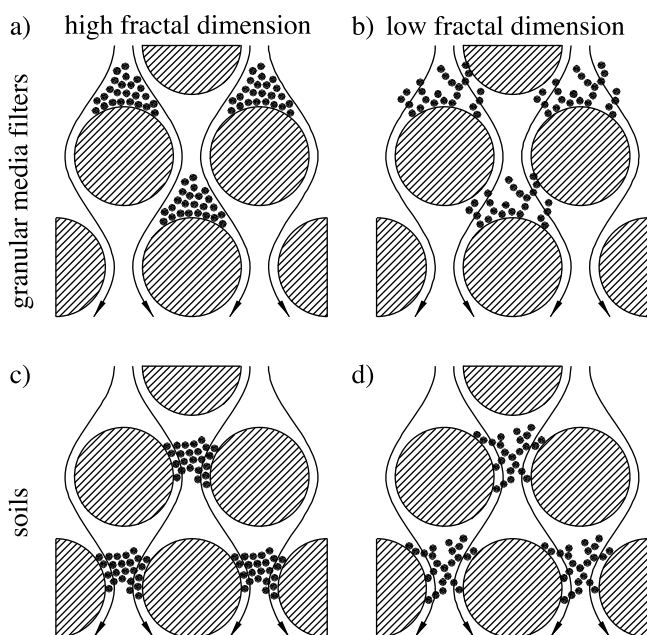 a) high fractal dimension
b) low fractal dimension
granular media filters
c)
d)
soils